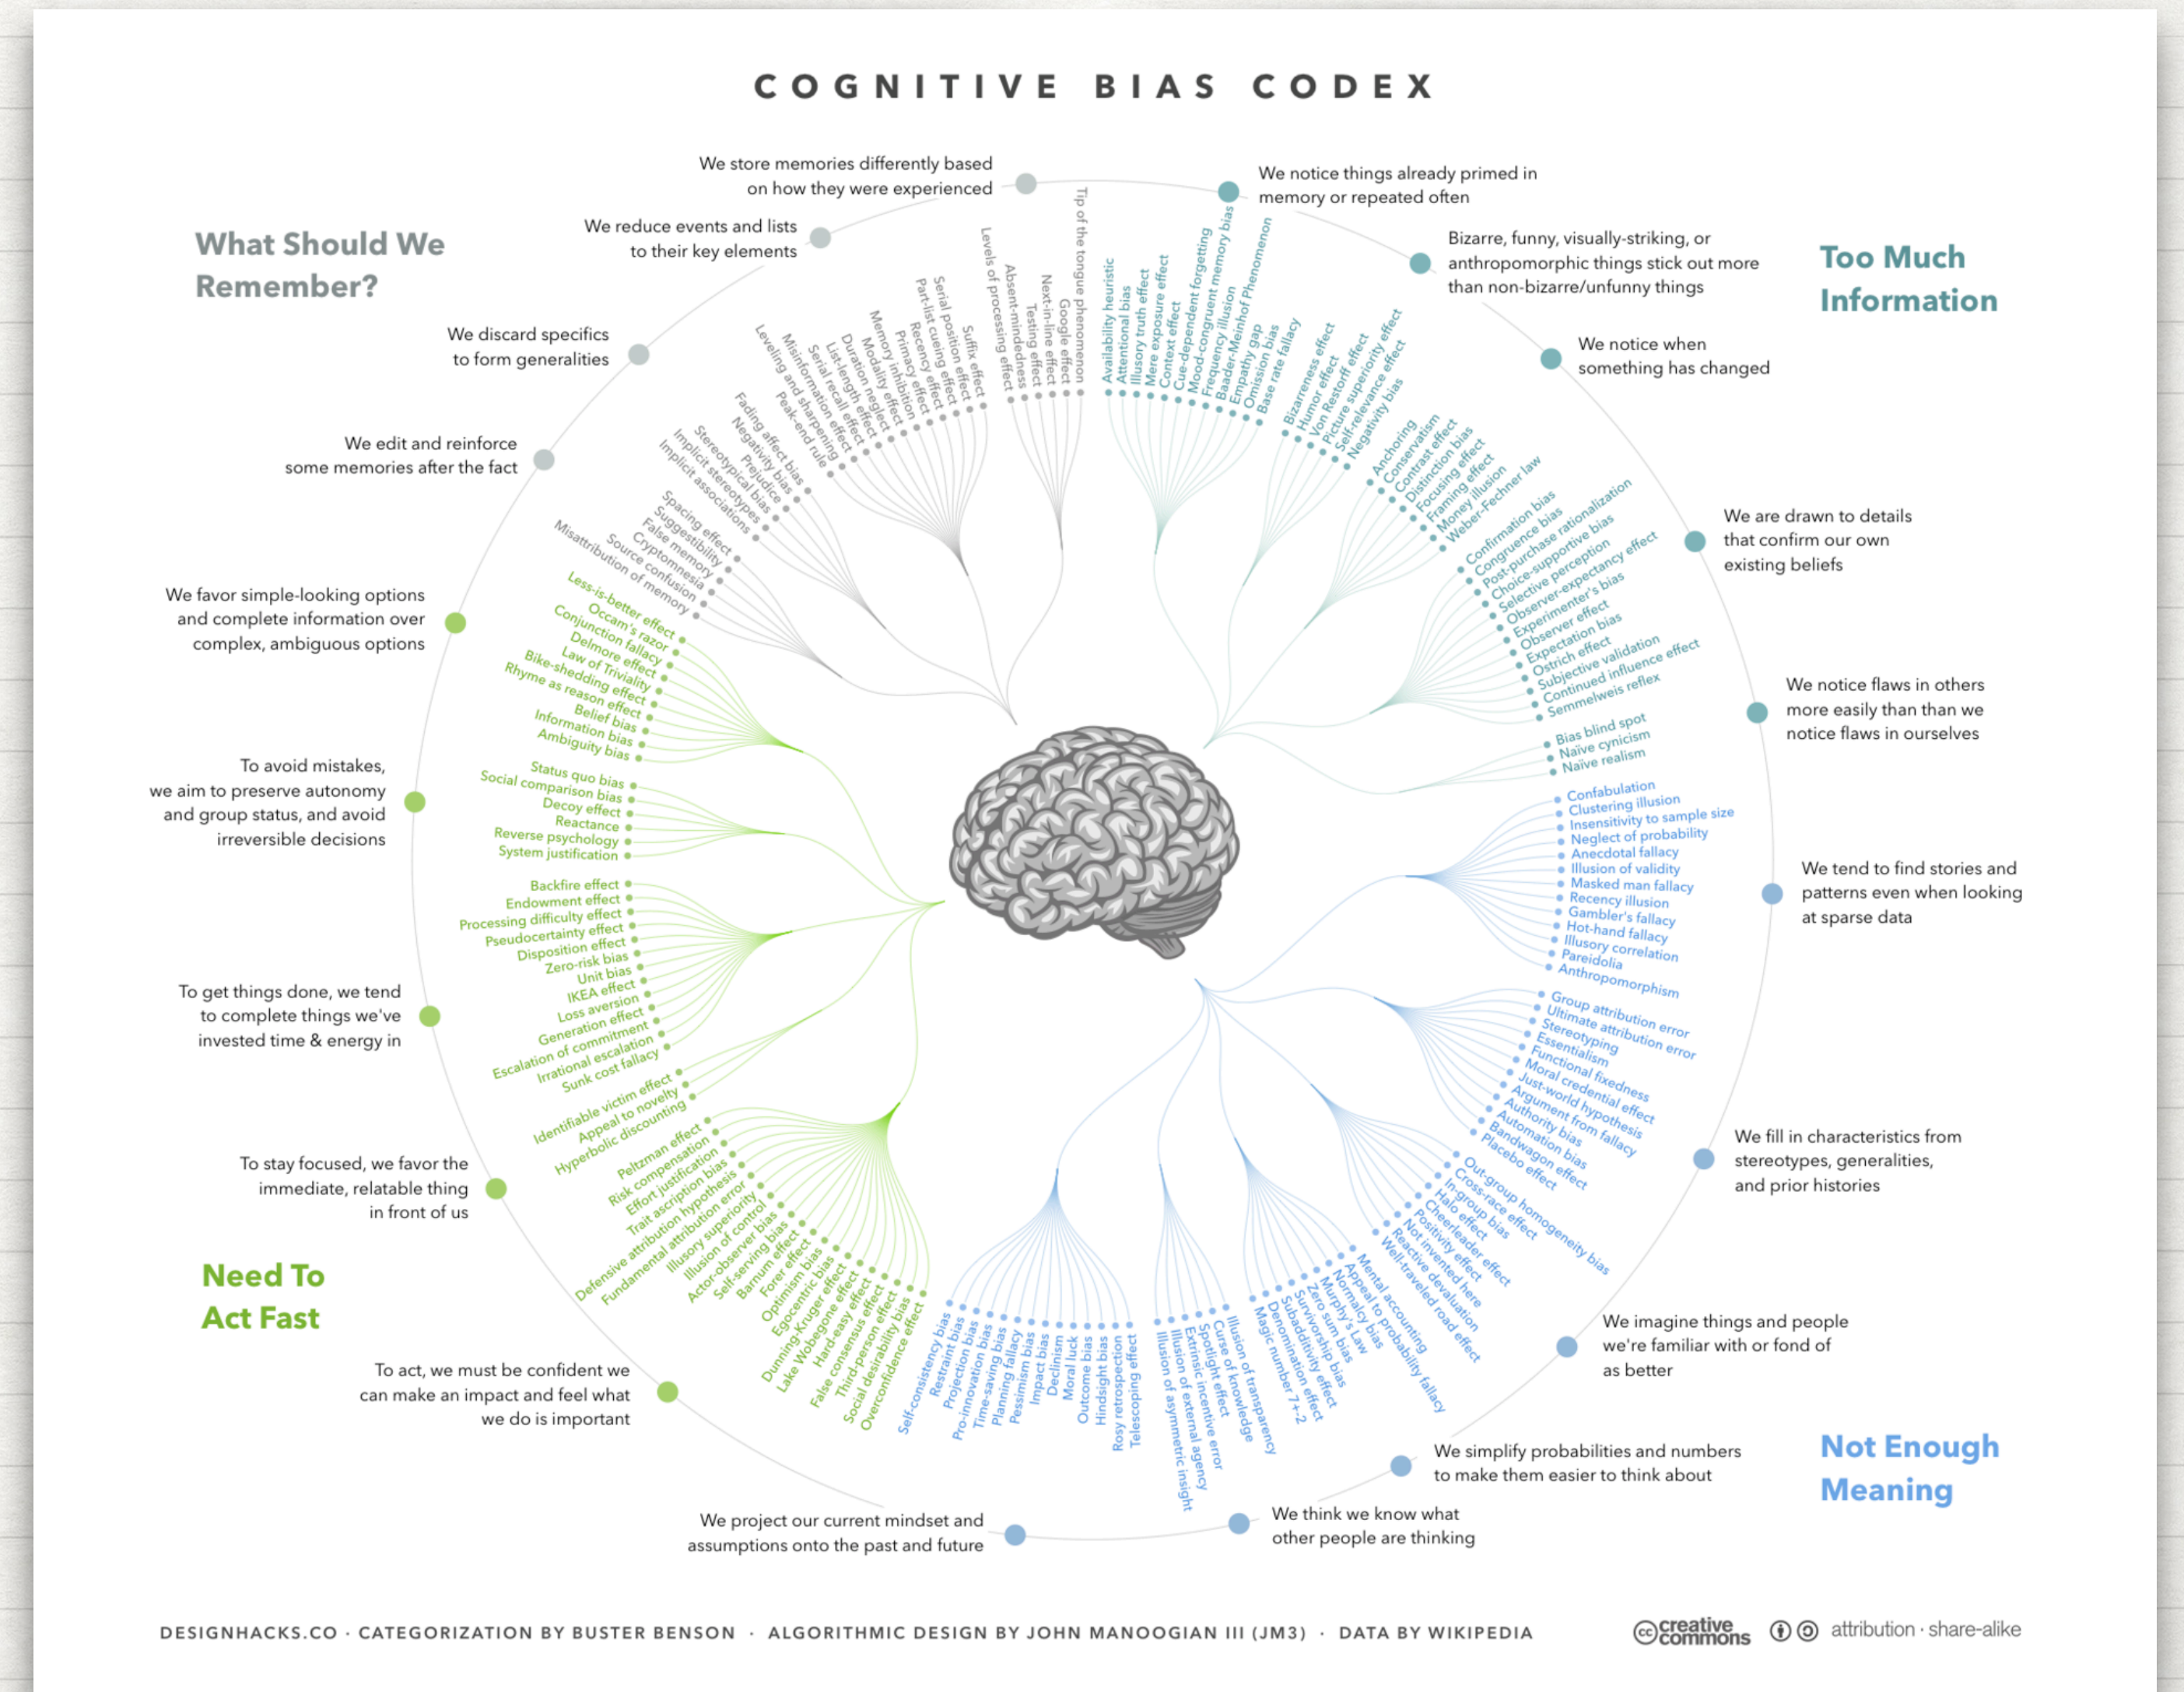 COGNITIVE BIAS CODEX
What Should We
Remember?
Too Much
Information
Need To
Act Fast
Not Enough
Meaning
We store memories differently based
on how they were experienced
We reduce events and lists
to their key elements
We discard specifics
to form generalities
We edit and reinforce
some memories after the fact
We favor simple-looking options
and complete information over
complex, ambiguous options
To avoid mistakes,
we aim to preserve autonomy
and group status, and avoid
irreversible decisions
To get things done, we tend
to complete things we've
invested time & energy in
To stay focused, we favor the
immediate, relatable thing
in front of us
To act, we must be confident we
can make an impact and feel what
we do is important
We project our current mindset and
assumptions onto the past and future
We think we know what
other people are thinking
We simplify probabilities and numbers
to make them easier to think about
We imagine things and people
we're familiar with or fond of
as better
We fill in characteristics from
stereotypes, generalities,
and prior histories
We tend to find stories and
patterns even when looking
at sparse data
We notice flaws in others
more easily than than we
notice flaws in ourselves
We are drawn to details
that confirm our own
existing beliefs
We notice when
something has changed
Bizarre, funny, visually-striking, or
anthropomorphic things stick out more
than non-bizarre/unfunny things
We notice things already primed in
memory or repeated often
Availability heuristic
Attentional bias
Illusory truth effect
Mere exposure effect
Context effect
Cue-dependent forgetting
Mood-congruent memory bias
Frequency illusion
Baader-Meinhof Phenomenon
Empathy gap
Omission bias
Base rate fallacy
Bizarreness effect
Humor effect
Von Restorff effect
Picture superiority effect
Self-relevance effect
Negativity bias
Anchoring
Conservatism
Contrast effect
Distinction bias
Focusing effect
Framing effect
Money illusion
Weber–Fechner law
Confirmation bias
Congruence bias
Post-purchase rationalization
Choice-supportive bias
Selective perception
Observer-expectancy effect
Experimenter's bias
Observer effect
Expectation bias
Ostrich effect
Subjective validation
Continued influence effect
Semmelweis reflex
Bias blind spot
Naïve cynicism
Naïve realism
Confabulation
Clustering illusion
Insensitivity to sample size
Neglect of probability
Anecdotal fallacy
Illusion of validity
Masked man fallacy
Recency illusion
Gambler's fallacy
Hot-hand fallacy
Illusory correlation
Pareidolia
Anthropomorphism
Group attribution error
Ultimate attribution error
Stereotyping
Essentialism
Functional fixedness
Moral credential effect
Just-world hypothesis
Argument from fallacy
Authority bias
Automation bias
Bandwagon effect
Placebo effect
Out-group homogeneity bias
Cross-race effect
In-group bias
Halo effect
Cheerleader effect
Positivity effect
Not invented here
Reactive devaluation
Well-traveled road effect
Mental accounting
Appeal to probability fallacy
Normalcy bias
Murphy's Law
Zero sum bias
Survivorship bias
Subadditivity effect
Denomination effect
Magic number 7+-2
Illusion of transparency
Curse of knowledge
Spotlight effect
Extrinsic incentive error
Illusion of external agency
Illusion of asymmetric insight
Telescoping effect
Rosy retrospection
Hindsight bias
Outcome bias
Moral luck
Declinism
Impact bias
Pessimism bias
Planning fallacy
Time-saving bias
Pro-innovation bias
Projection bias
Restraint bias
Self-consistency bias
Overconfidence effect
Social desirability bias
Third-person effect
False consensus effect
Hard-easy effect
Lake Wobegone effect
Dunning-Kruger effect
Egocentric bias
Optimism bias
Forer effect
Barnum effect
Self-serving bias
Actor-observer bias
Illusion of control
Illusory superiority
Fundamental attribution error
Defensive attribution hypothesis
Trait ascription bias
Effort justification
Risk compensation
Peltzman effect
Hyperbolic discounting
Appeal to novelty
Identifiable victim effect
Sunk cost fallacy
Irrational escalation
Escalation of commitment
Generation effect
Loss aversion
IKEA effect
Unit bias
Zero-risk bias
Disposition effect
Pseudocertainty effect
Processing difficulty effect
Endowment effect
Backfire effect
System justification
Reverse psychology
Reactance
Decoy effect
Social comparison bias
Status quo bias
Ambiguity bias
Information bias
Belief bias
Rhyme as reason effect
Bike-shedding effect
Law of Triviality
Delmore effect
Conjunction fallacy
Occam's razor
Less-is-better effect
Misattribution of memory
Source confusion
Cryptomnesia
False memory
Suggestibility
Spacing effect
Implicit associations
Implicit stereotypes
Stereotypical bias
Prejudice
Negativity bias
Fading affect bias
Peak-end rule
Leveling and sharpening
Misinformation effect
Serial recall effect
List-length effect
Duration neglect
Modality effect
Memory inhibition
Primacy effect
Recency effect
Part-list cueing effect
Serial position effect
Suffix effect
Levels of processing effect
Absent-mindedness
Testing effect
Next-in-line effect
Google effect
Tip of the tongue phenomenon
DESIGNHACKS.CO · CATEGORIZATION BY BUSTER BENSON · ALGORITHMIC DESIGN BY JOHN MANOOGIAN III (JM3) · DATA BY WIKIPEDIA
cc creative commons
attribution · share-alike